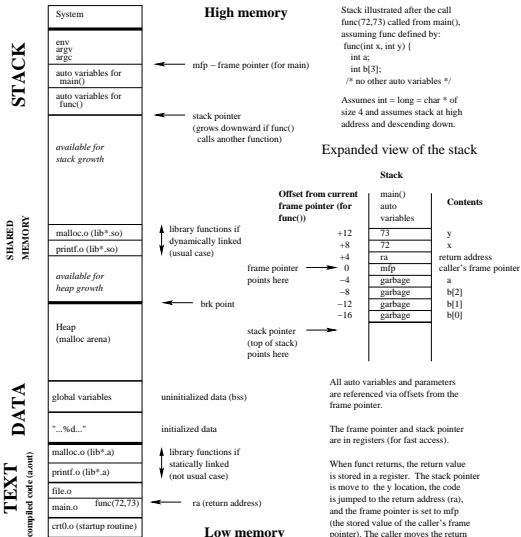 High memory
STACK
System
env
argv
argc
auto variables for
main()
mfp − frame pointer (for main)
auto variables for
func()
stack pointer
(grows downward if func()
calls another function)
available for
stack growth
SHARED
MEMORY
malloc.o (lib*.so)
printf.o (lib*.so)
library functions if
dynamically linked
(usual case)
available for
heap growth
brk point
Heap
(malloc arena)
DATA
global variables
uninitialized data (bss)
"...%d..."
initialized data
TEXT
compiled code (a.out)
malloc.o (lib*.a)
printf.o (lib*.a)
library functions if
statically linked
(not usual case)
file.o
main.o
func(72,73)
ra (return address)
crt0.o (startup routine)
Low memory
Stack illustrated after the call
func(72,73) called from main(),
assuming func defined by:
func(int x, int y) {
int a;
int b[3];
/* no other auto variables */
Assumes int = long = char * of
size 4 and assumes stack at high
address and descending down.
Expanded view of the stack
Stack
Offset from current
frame pointer (for
func())
main()
auto
variables
Contents
+12 73 y
+8 72 x
+4 ra return address
frame pointer
points here
0 mfp caller's frame pointer
−4 garbage a
−8 garbage b[2]
−12 garbage b[1]
−16 garbage b[0]
stack pointer
(top of stack)
points here
All auto variables and parameters
are referenced via offsets from the
frame pointer.
The frame pointer and stack pointer
are in registers (for fast access).
When funct returns, the return value
is stored in a register. The stack pointer
is move to the y location, the code
is jumped to the return address (ra),
and the frame pointer is set to mfp
(the stored value of the caller's frame
pointer). The caller moves the return